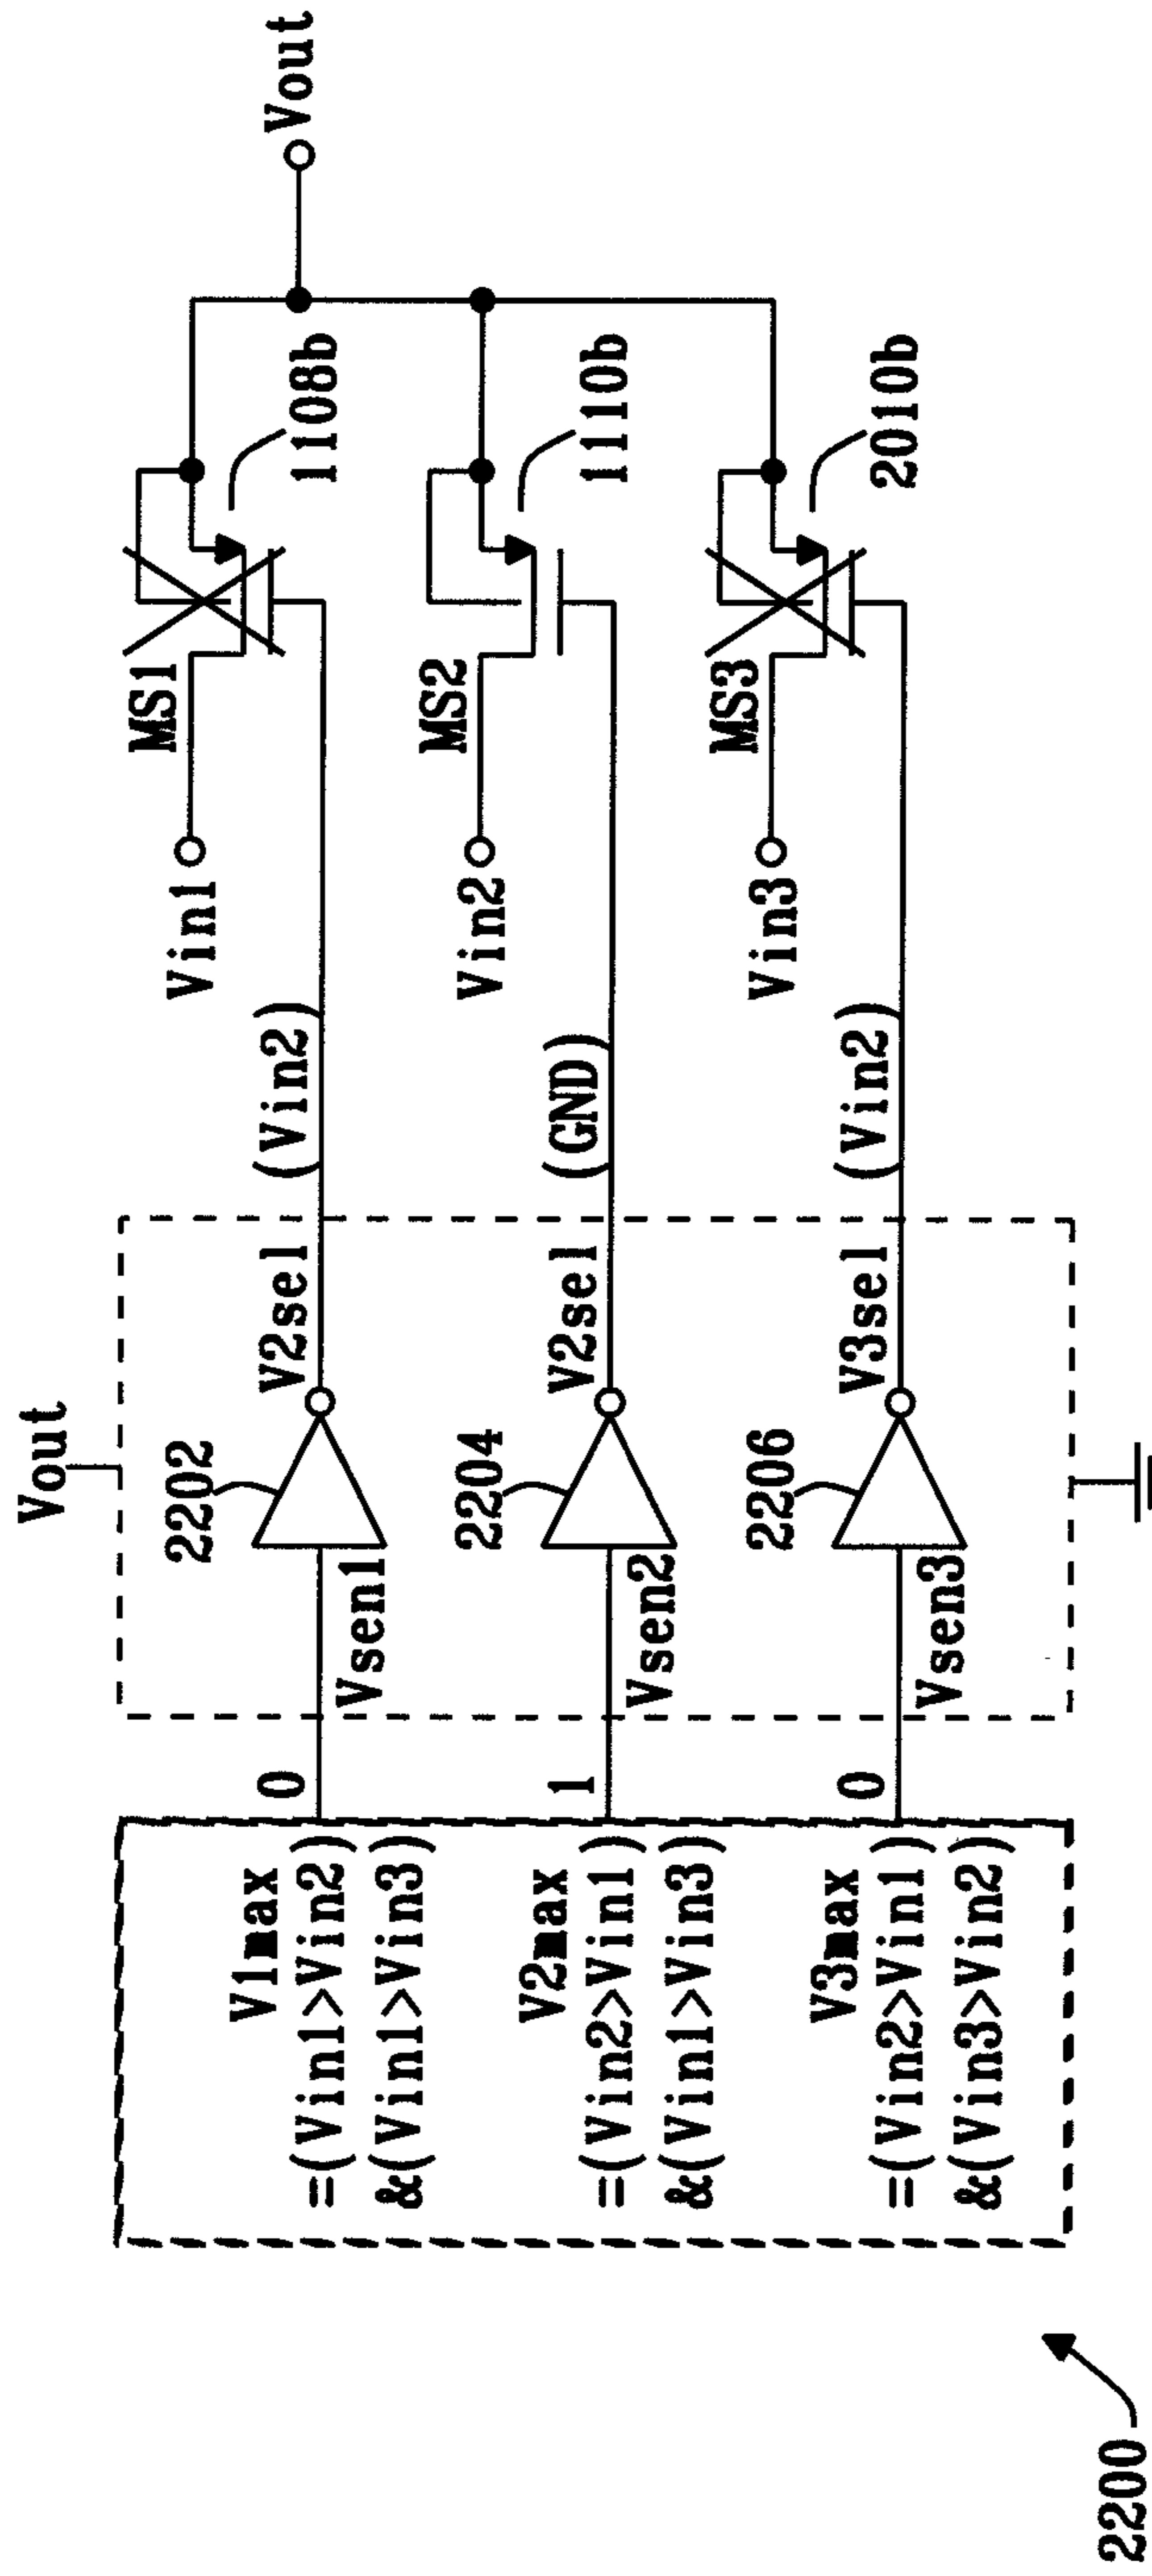 Vout
V1max
=(Vin1>Vin2)
&(Vin1>Vin3)
0
Vsen1
2202
V2sel
(Vin2)
Vin1
MS1
1108b
Vout
V2max
=(Vin2>Vin1)
&(Vin1>Vin3)
1
Vsen2
2204
V2sel
(GND)
Vin2
MS2
1110b
V3max
=(Vin2>Vin1)
&(Vin3>Vin2)
0
Vsen3
2206
V3sel
(Vin2)
Vin3
MS3
2010b
2200